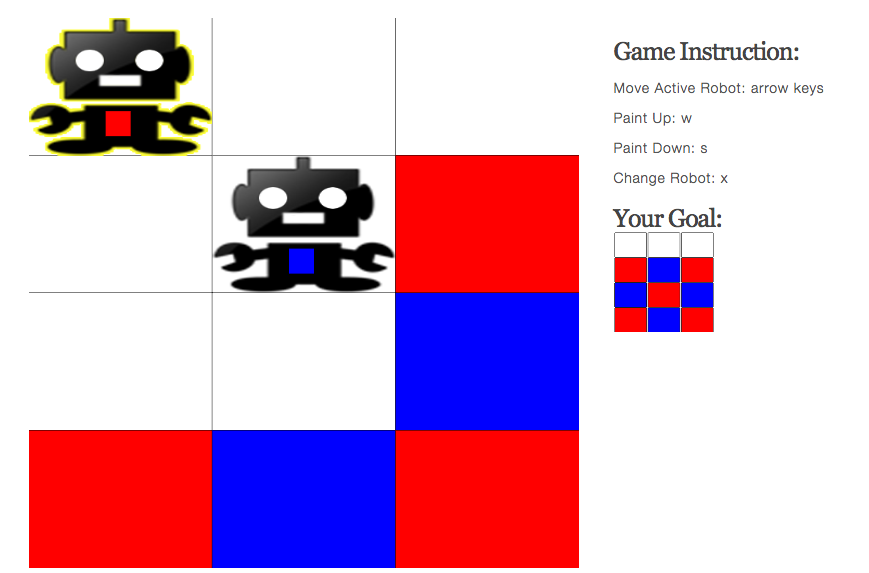 Game Instruction:
Move Active Robot: arrow keys
Paint Up: w
Paint Down: s
Change Robot: x
Your Goal: